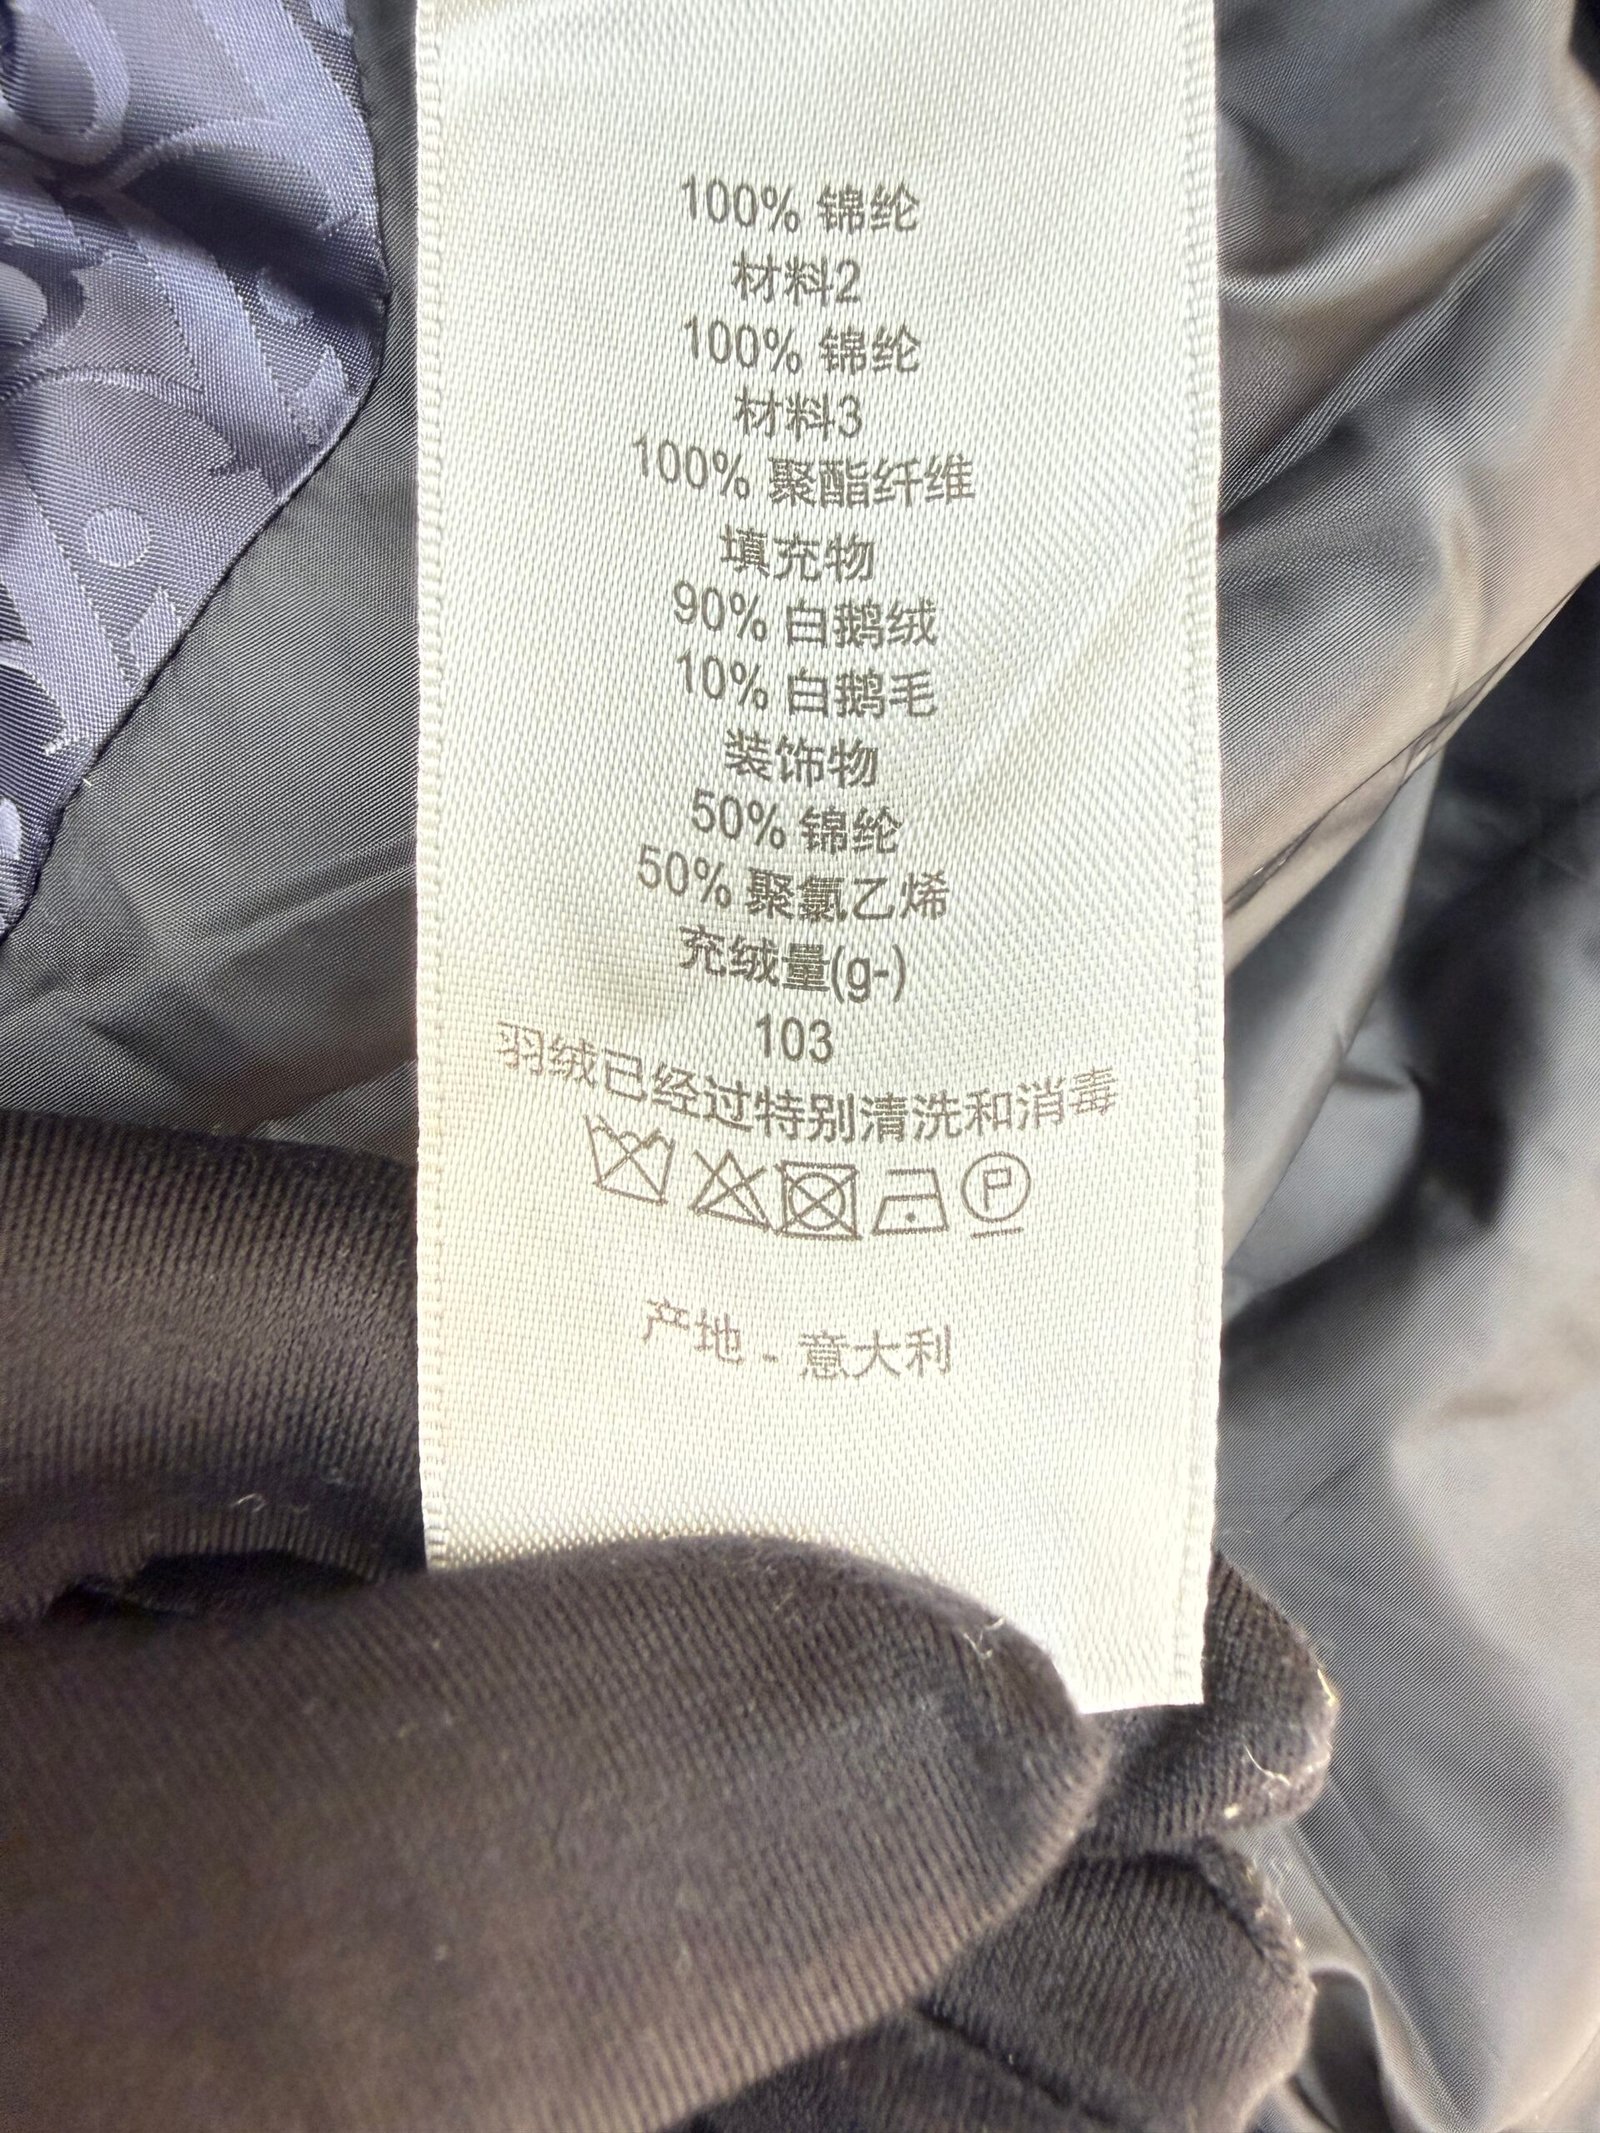 100% 锦纶
材料2
100% 锦纶
材料3
100% 聚酯纤维
填充物
90% 白鹅绒
10% 白鹅毛
装饰物
50% 锦纶
50% 聚氯乙烯
充绒量(g-)
103
羽绒已经过特别清洗和消毒
P
产地 - 意大利